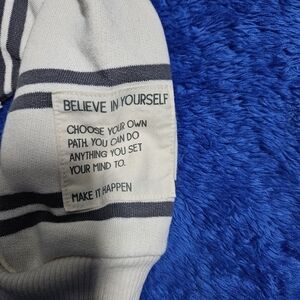 BELIEVE IN YOURSELF
CHOOSE YOUR OWN
PATH. YOU CAN DO
ANYTHING YOU SET
YOUR MIND TO.
MAKE IT HAPPEN